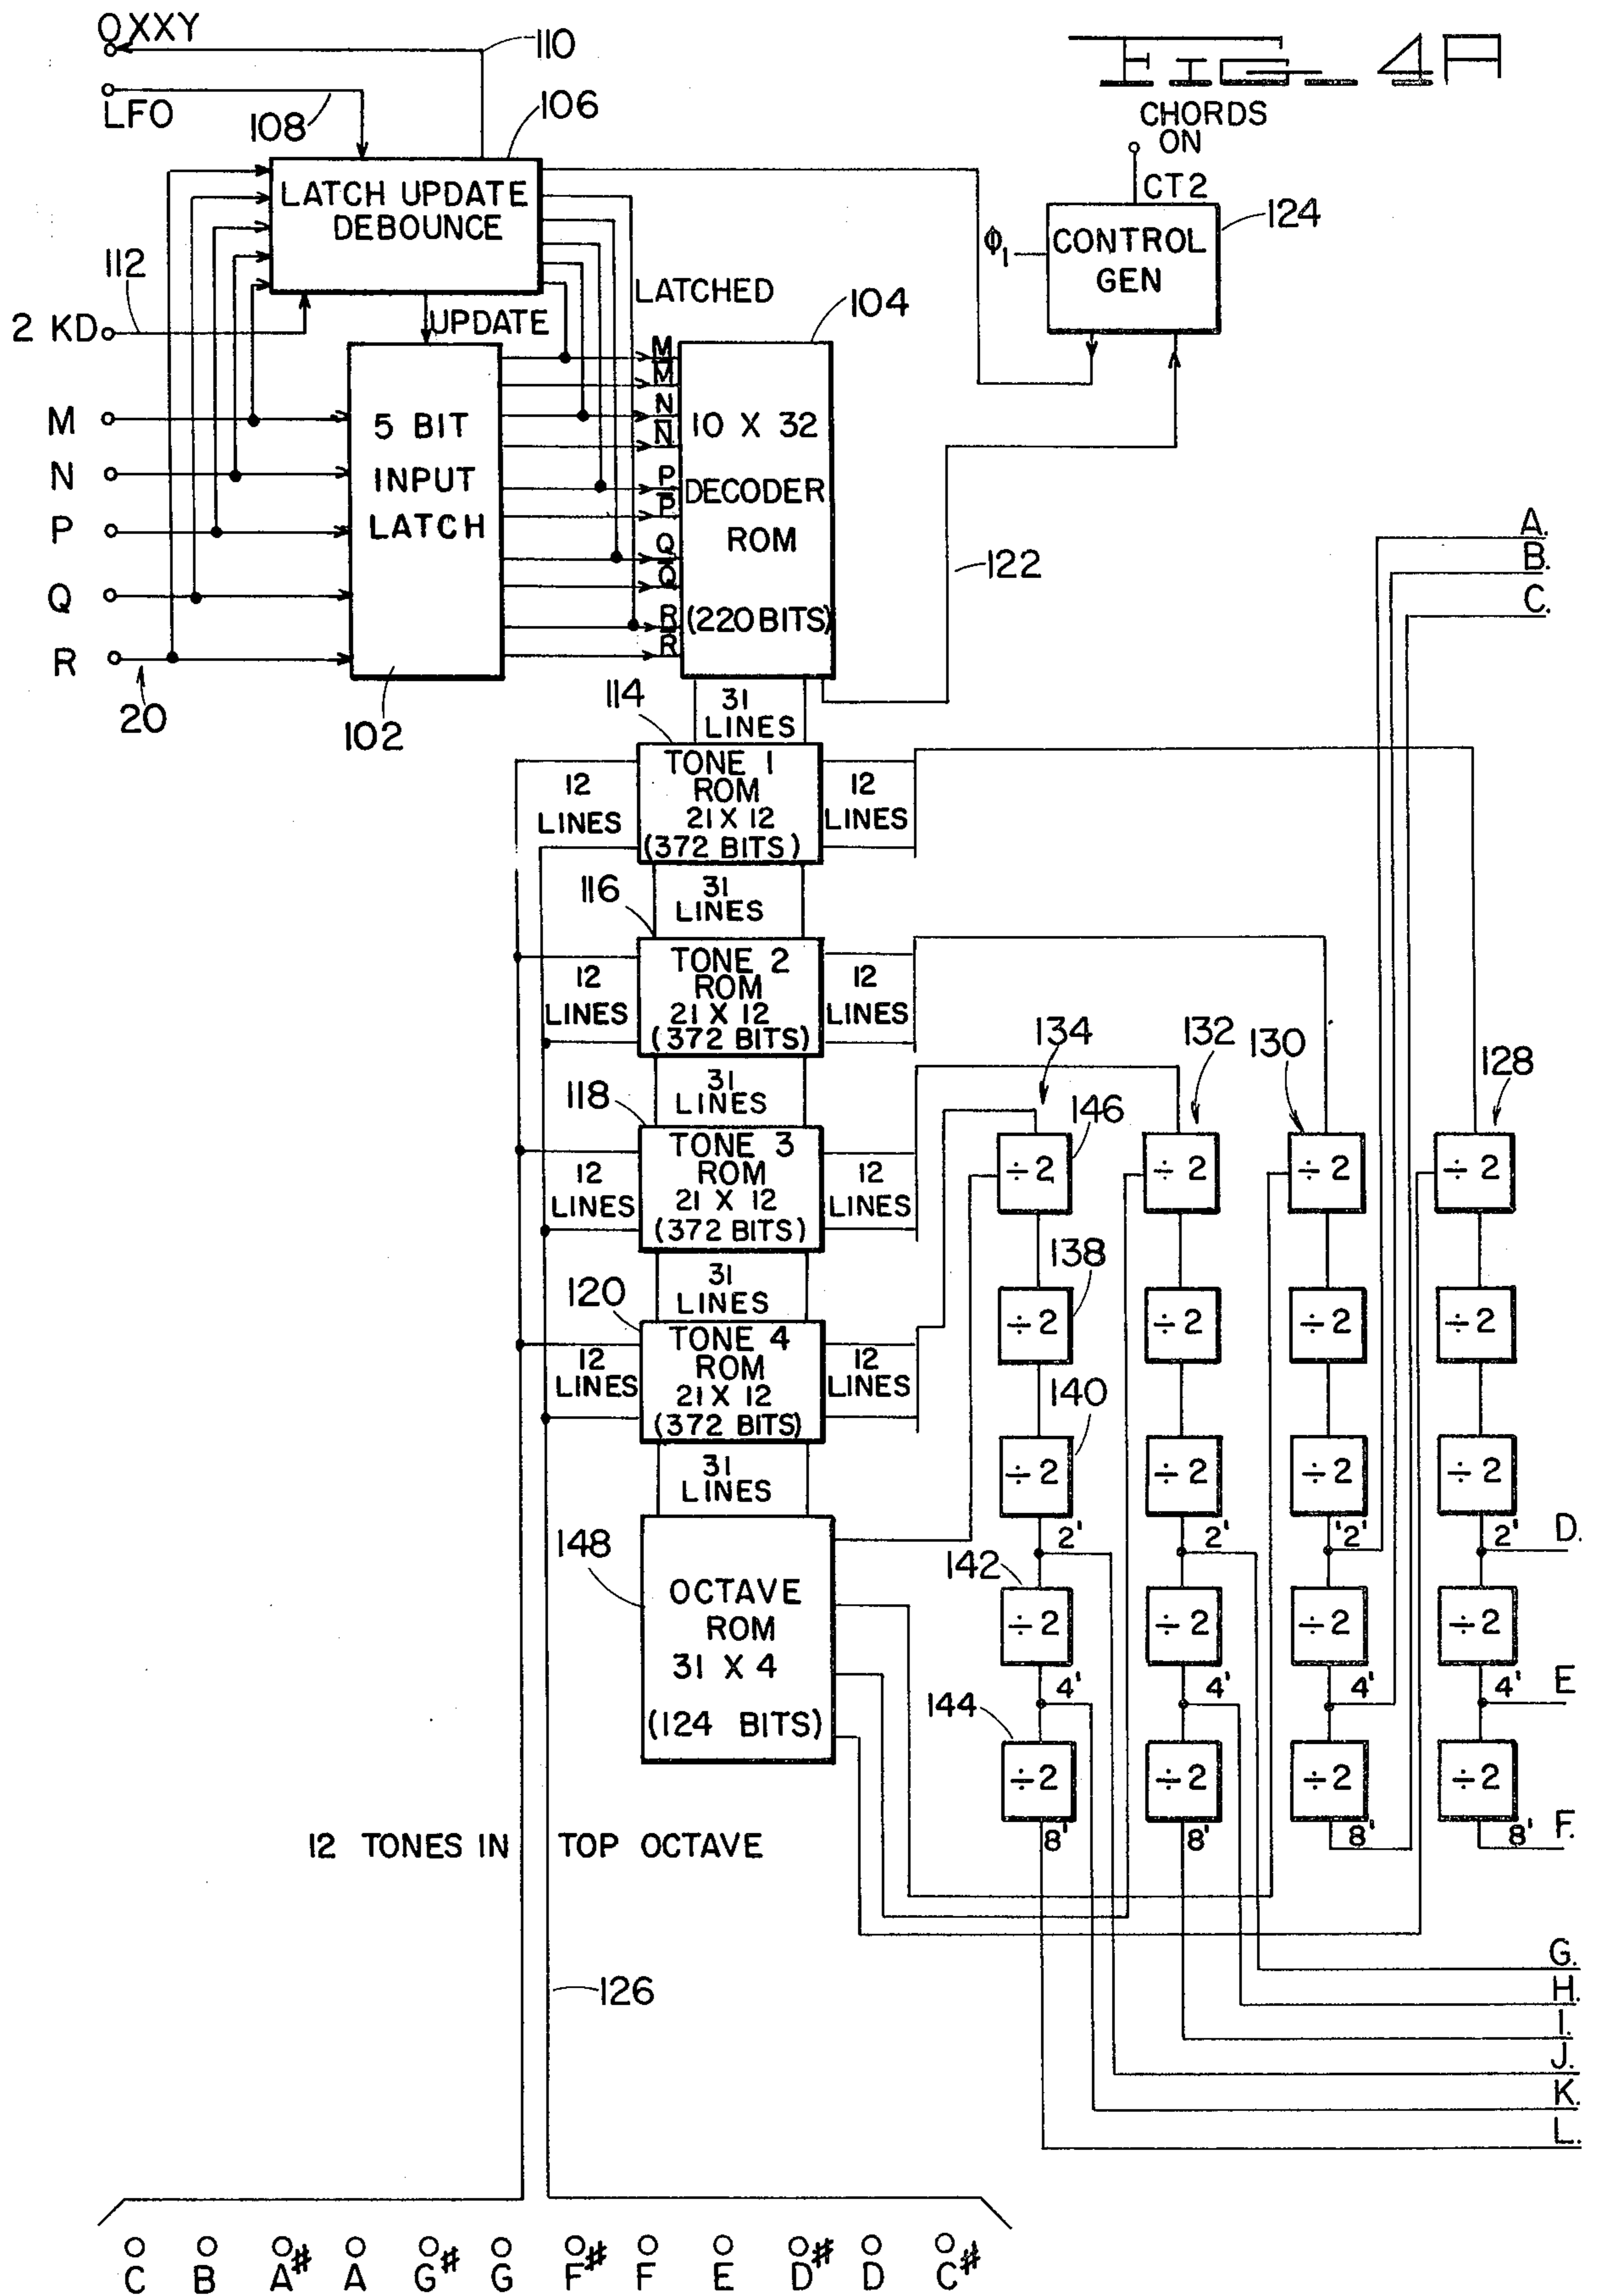 OXXY
110
FIG_4A
LFO
108
106
CHORDS
ON
CT2
124
LATCH UPDATE
DEBOUNCE
φ1
CONTROL
GEN
112
2 KD
UPDATE
LATCHED
104
M
N
P
Q
R
20
5 BIT
INPUT
LATCH
102
M
M̅
N
N̅
P
P̅
Q
Q̅
R
R̅
10 X 32
DECODER
ROM
(220 BITS)
122
A.
B.
C.
31
LINES
114
12
LINES
TONE 1
ROM
21 X 12
(372 BITS)
12
LINES
31
LINES
116
12
LINES
TONE 2
ROM
21 X 12
(372 BITS)
12
LINES
31
LINES
118
12
LINES
TONE 3
ROM
21 X 12
(372 BITS)
12
LINES
31
LINES
120
12
LINES
TONE 4
ROM
21 X 12
(372 BITS)
12
LINES
31
LINES
148
OCTAVE
ROM
31 X 4
(124 BITS)
134
132
130
128
146
÷2 ÷2 ÷2 ÷2
138
÷2 ÷2 ÷2 ÷2
140
÷2 ÷2 ÷2 ÷2
2' 2' '2' 2' D.
142
÷2 ÷2 ÷2 ÷2
4' 4' 4' 4' E
144
÷2 ÷2 ÷2 ÷2
8' 8' 8' 8' F.
12 TONES IN TOP OCTAVE
126
G.
H.
I.
J.
K.
L.
C B A# A G# G F# F E D# D C#